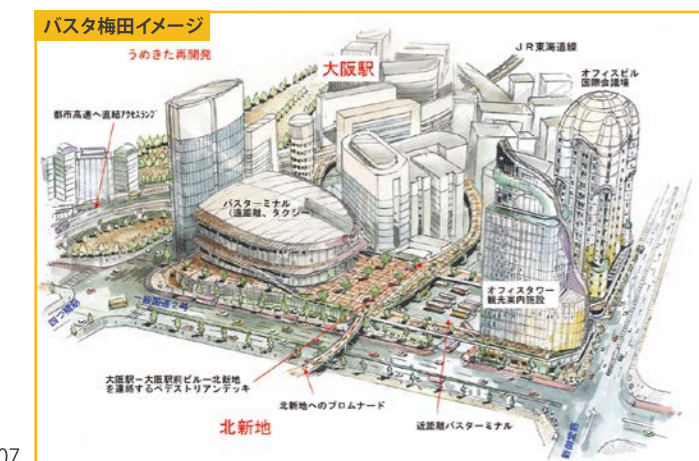 バスタ梅田イメージ
うめきた再開発
大阪駅
JR東海道線
オフィスビル
国際会議場
都市高速へ直結アクセスランプ
バスターミナル
(遠距離、タクシー)
オフィスタワー
観光案内施設
四つ橋筋
一般国道2号
大阪駅ー大阪駅前ビルー北新地
を連絡するペデストリアンデッキ
北新地へのプロムナード
近距離バスターミナル
北新地
新御堂筋
07